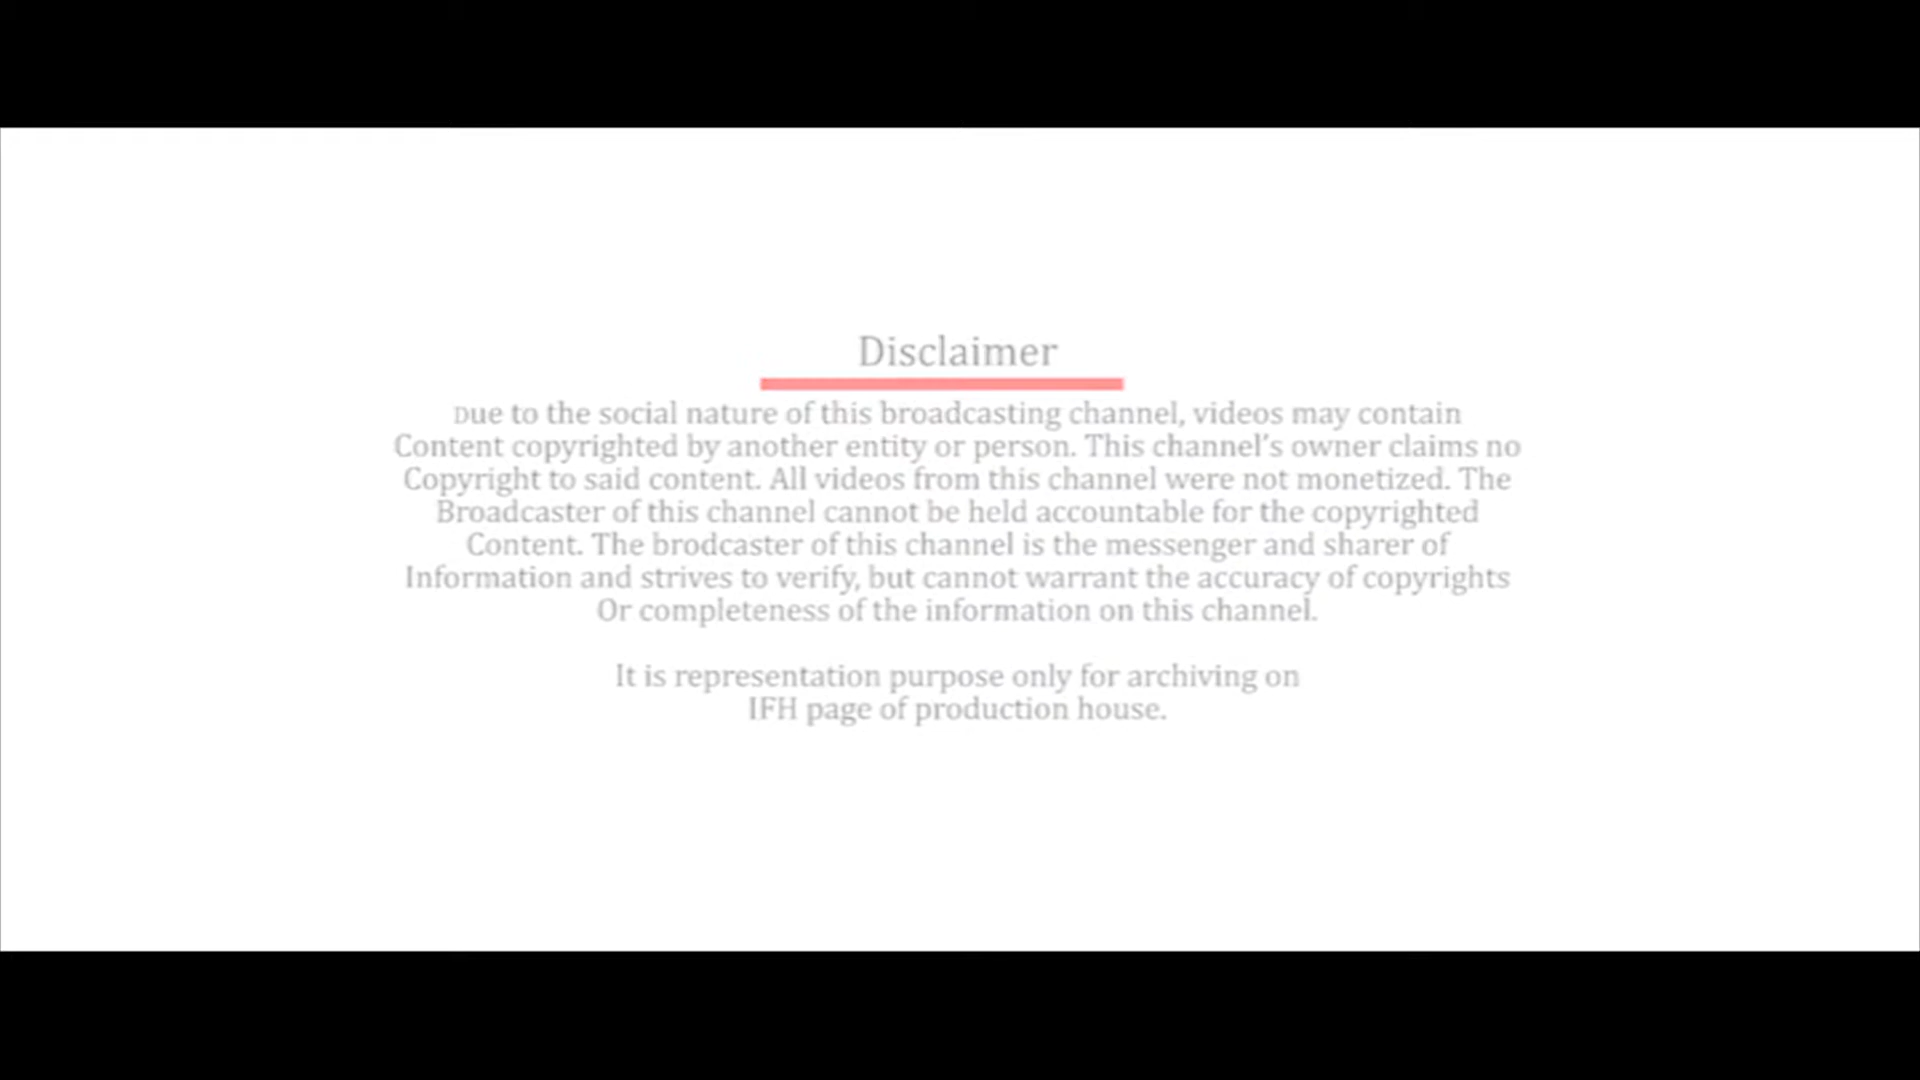 Disclaimer
Due to the social nature of this broadcasting channel, videos may contain
Content copyrighted by another entity or person. This channel's owner claims no
Copyright to said content. All videos from this channel were not monetized. The
Broadcaster of this channel cannot be held accountable for the copyrighted
Content. The brodcaster of this channel is the messenger and sharer of
Information and strives to verify, but cannot warrant the accuracy of copyrights
Or completeness of the information on this channel.
It is representation purpose only for archiving on
IFH page of production house.